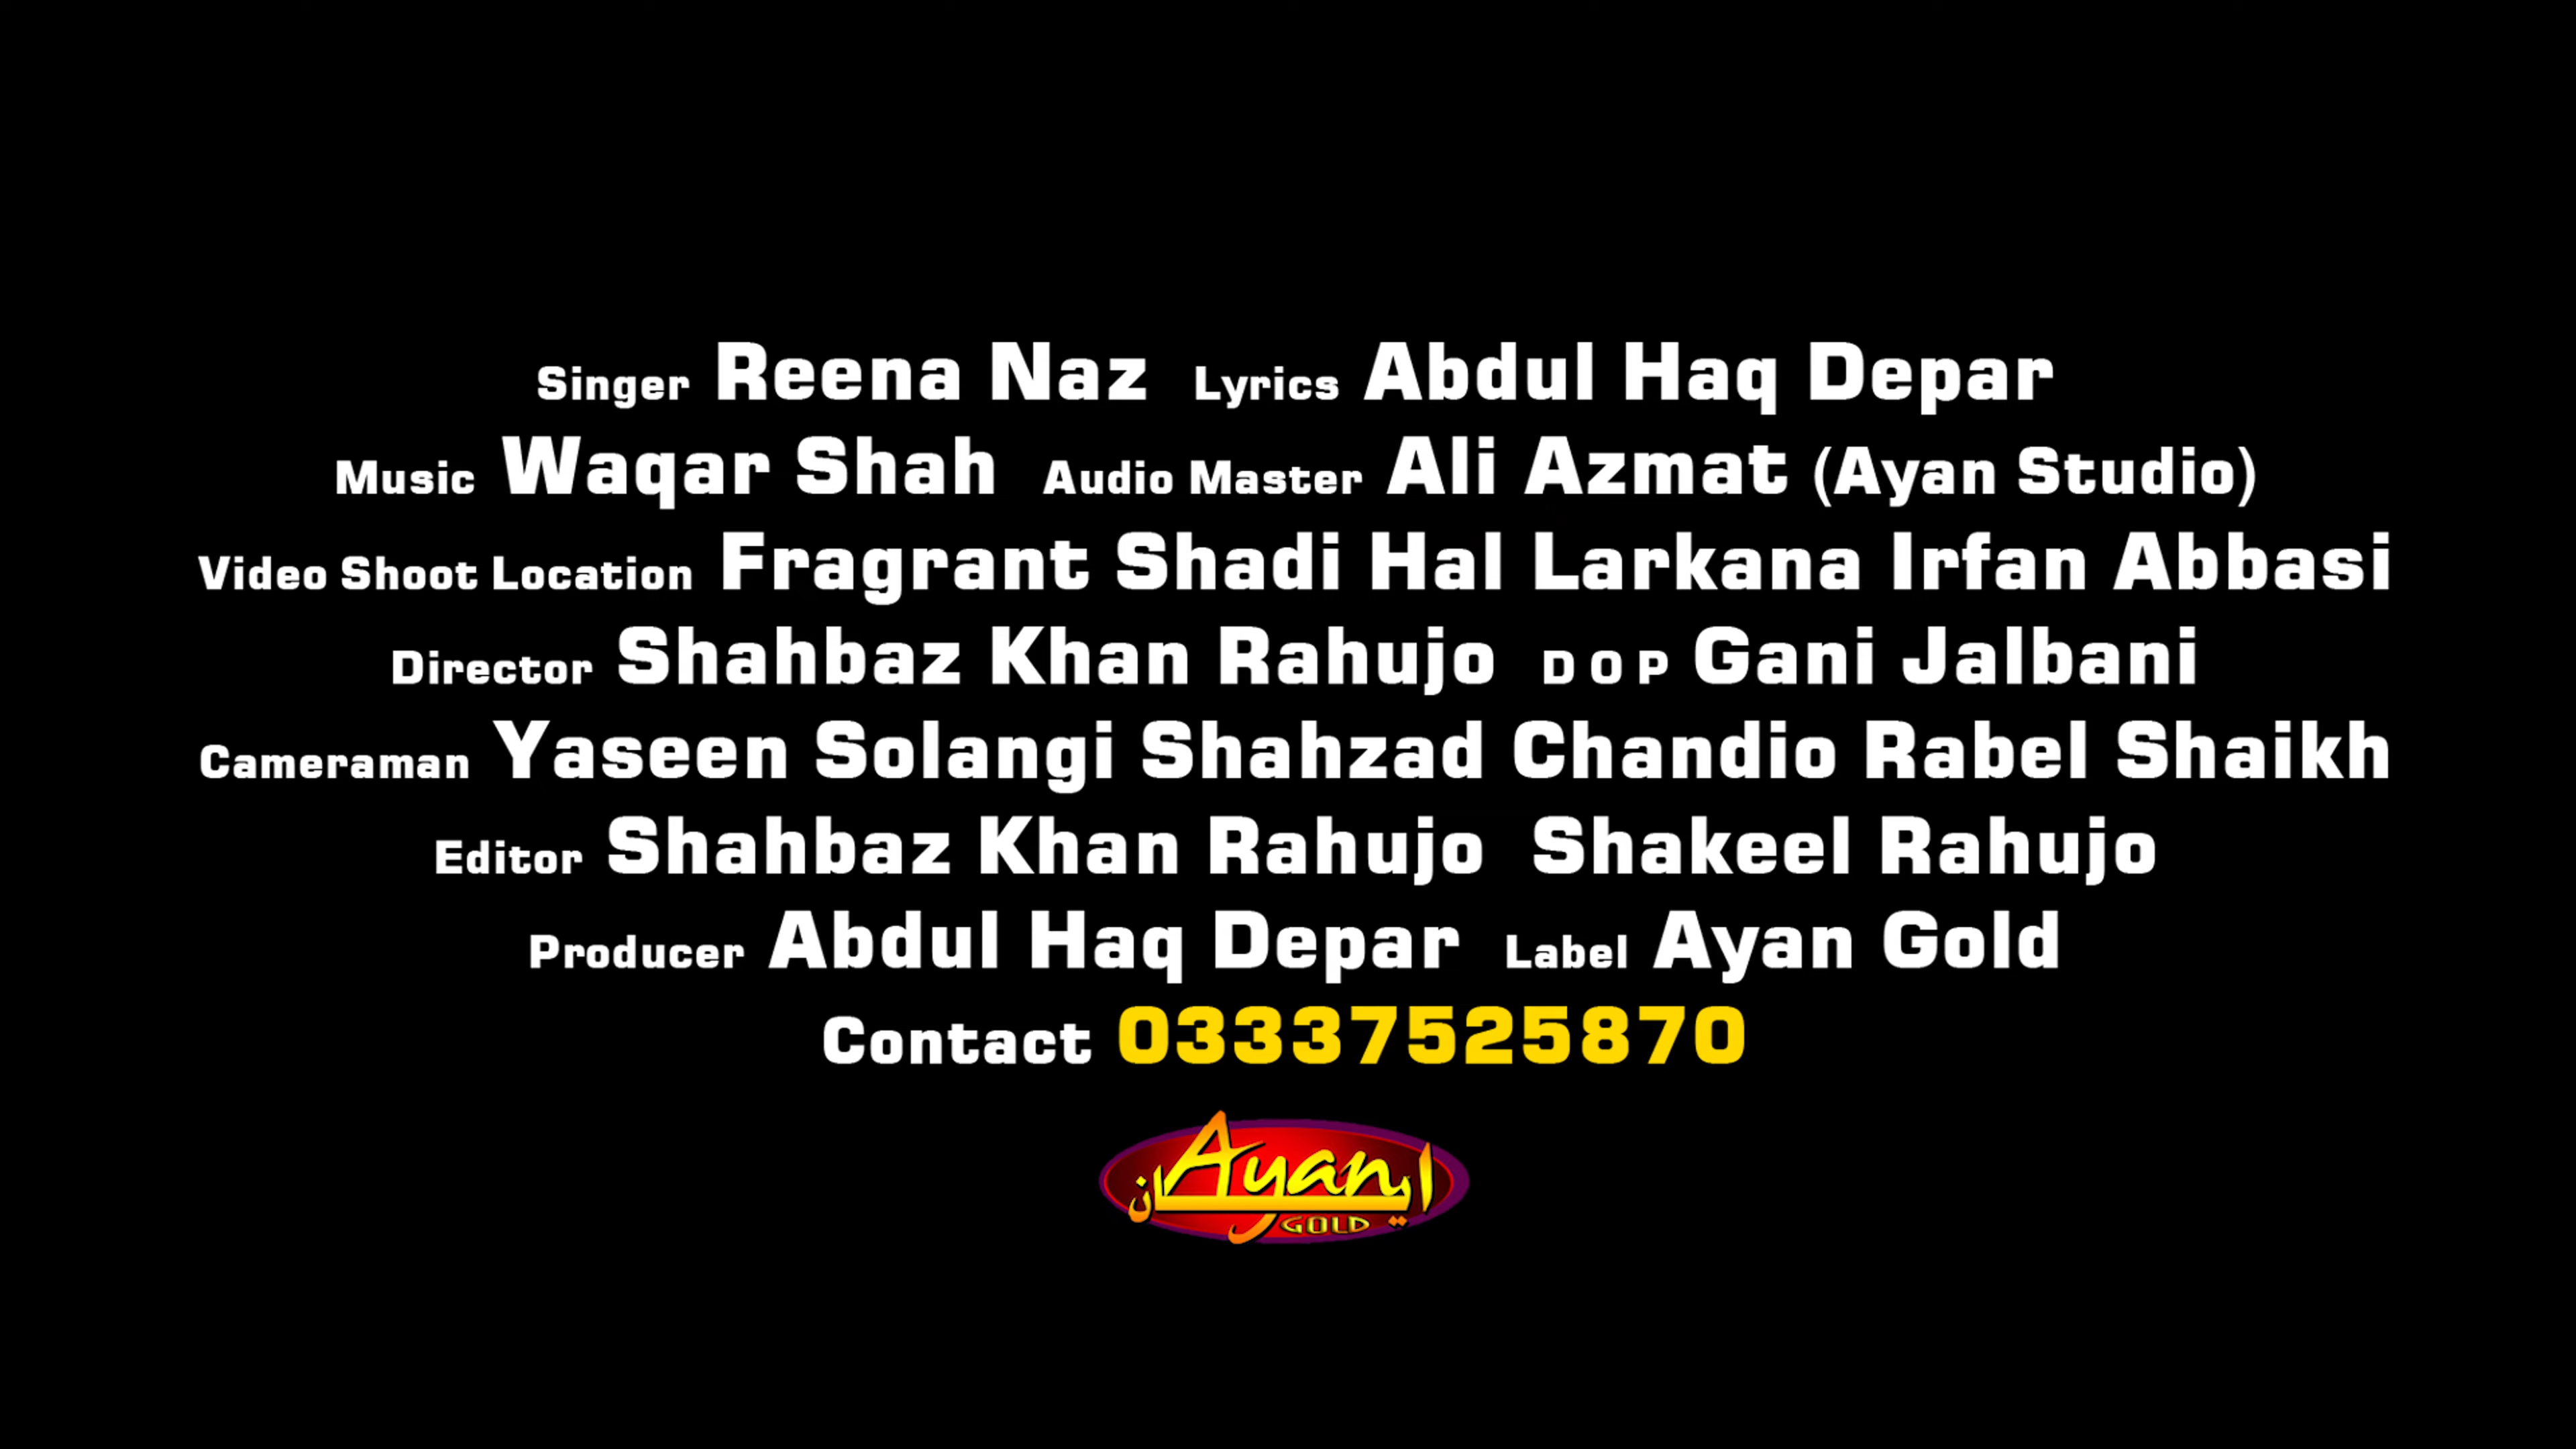 Singer Reena Naz Lyrics Abdul Haq Depar
Music Waqar Shah Audio Master Ali Azmat (Ayan Studio)
Video Shoot Location Fragrant Shadi Hal Larkana Irfan Abbasi
Director Shahbaz Khan Rahujo D O P Gani Jalbani
Cameraman Yaseen Solangi Shahzad Chandio Rabel Shaikh
Editor Shahbaz Khan Rahujo Shakeel Rahujo
Producer Abdul Haq Depar Label Ayan Gold
Contact 03337525870
Ayan
ايان
GOLD